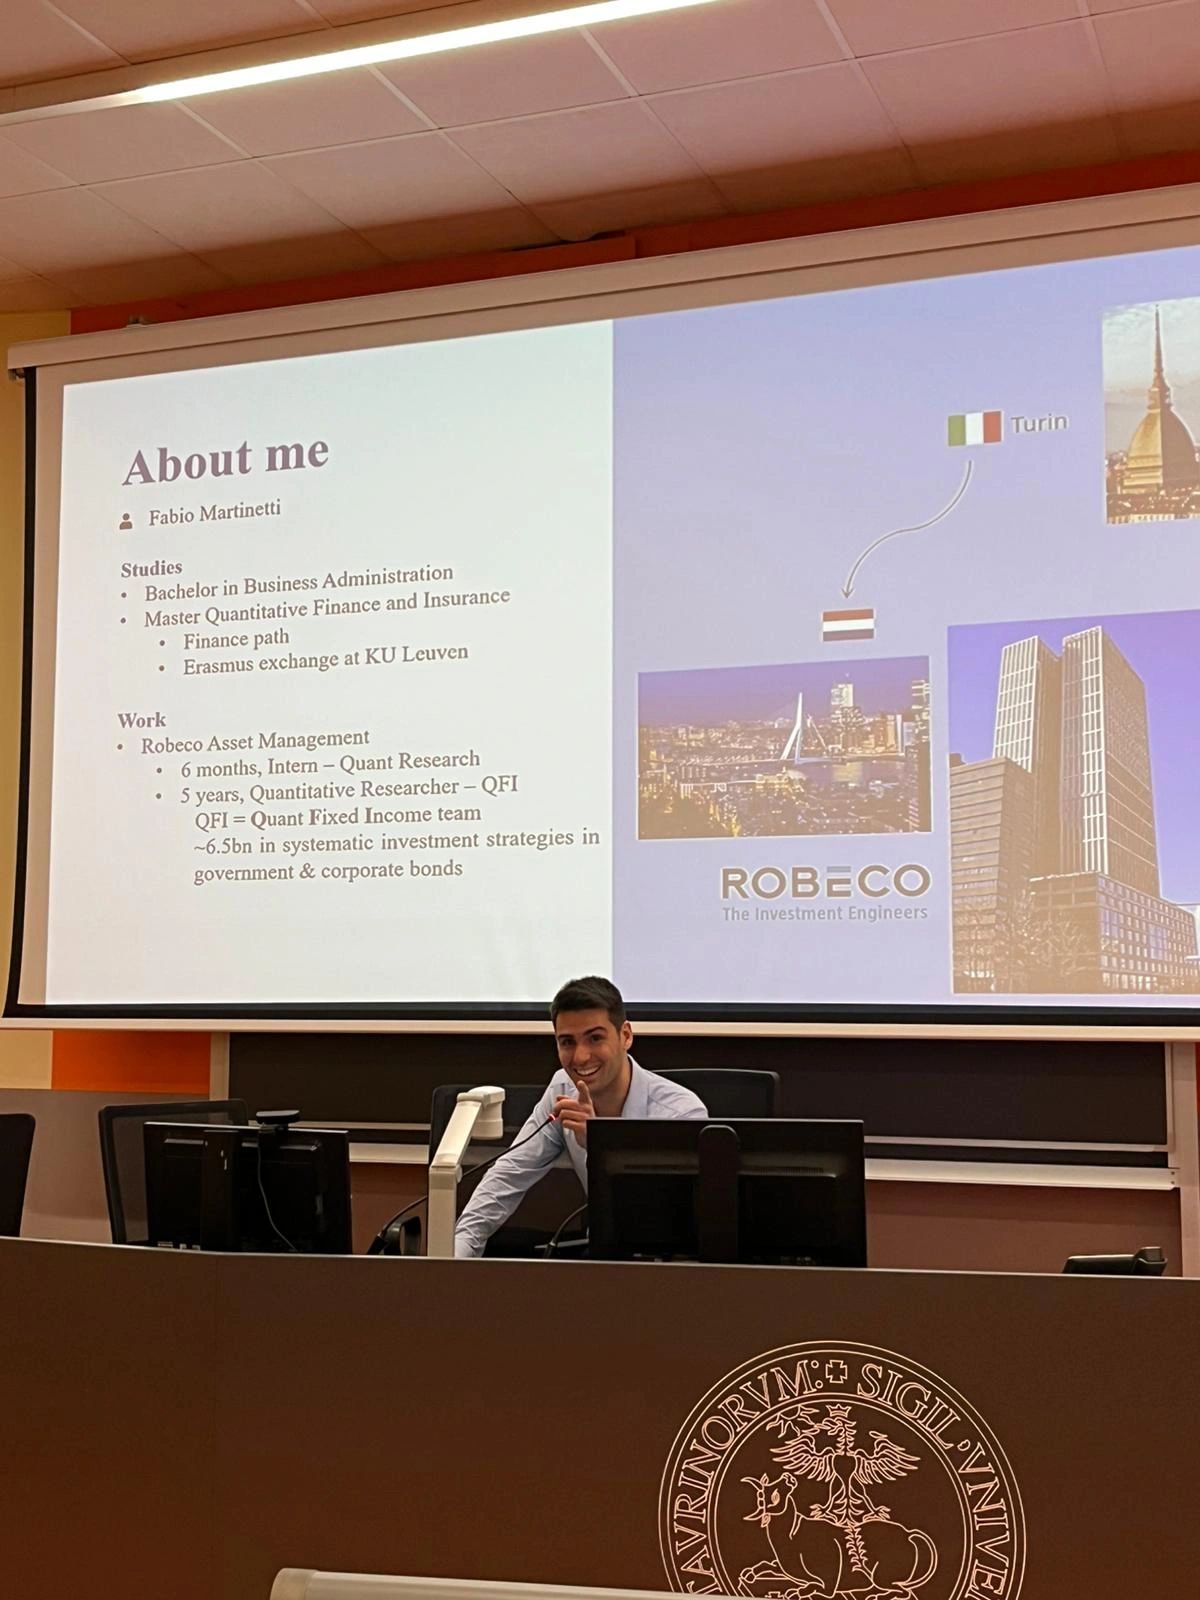 About me
Fabio Martinetti
Studies
• Bachelor in Business Administration
• Master Quantitative Finance and Insurance
• Finance path
• Erasmus exchange at KU Leuven
Work
• Robeco Asset Management
• 6 months, Intern – Quant Research
• 5 years, Quantitative Researcher – QFI
QFI = Quant Fixed Income team
~6.5bn in systematic investment strategies in
government & corporate bonds
Turin
ROBECO
The Investment Engineers
TAVRINORVM: SIGIL·VNIVER